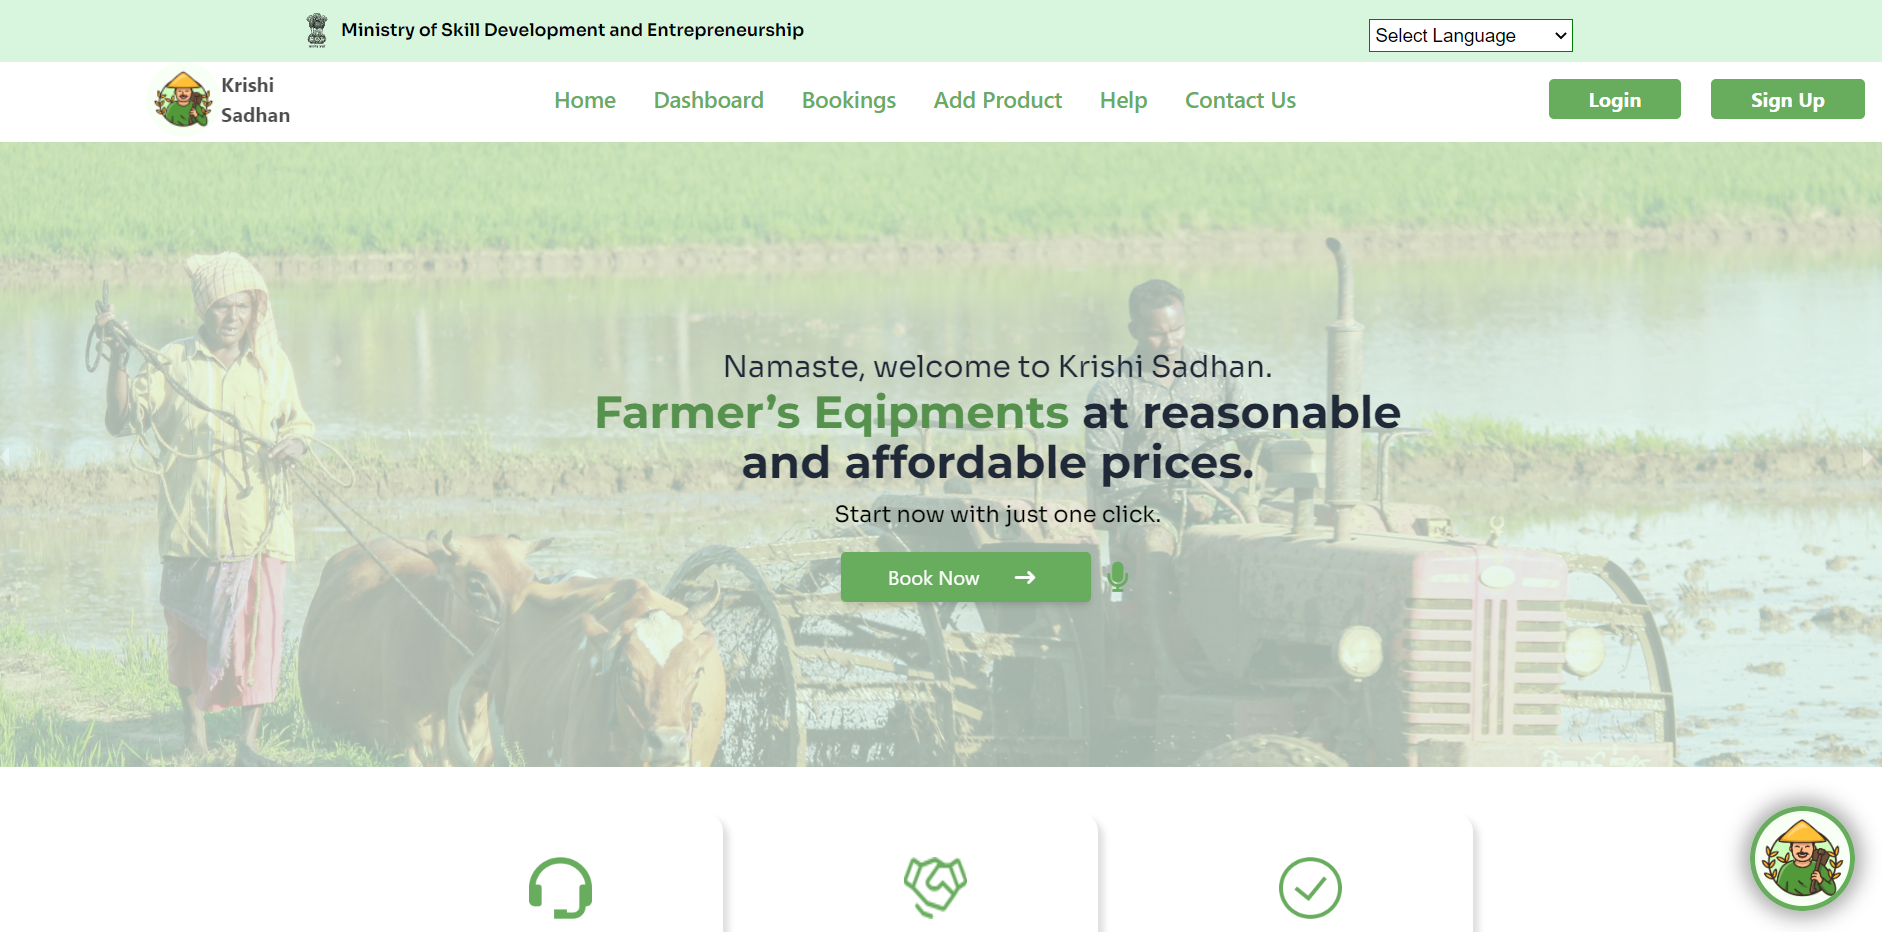 Ministry of Skill Development and Entrepreneurship
Select Language
Krishi
Sadhan
Home Dashboard Bookings Add Product Help Contact Us
Login Sign Up
Namaste, welcome to Krishi Sadhan.
Farmer’s Eqipments at reasonable
and affordable prices.
Start now with just one click.
Book Now →